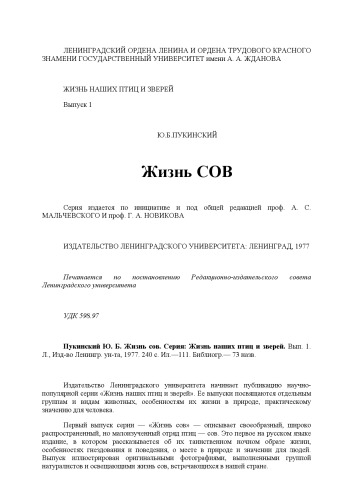 ЛЕНИНГРАДСКИЙ ОРДЕНА ЛЕНИНА И ОРДЕНА ТРУДОВОГО КРАСНОГО
ЗНАМЕНИ ГОСУДАРСТВЕННЫЙ УНИВЕРСИТЕТ имени А. А. ЖДАНОВА
ЖИЗНЬ НАШИХ ПТИЦ И ЗВЕРЕЙ
Выпуск 1
Ю.Б.ПУКИНСКИЙ
Жизнь СОВ
Серия издается по инициативе и под общей редакцией проф. А. С.
МАЛЬЧЕВСКОГО И проф. Г. А. НОВИКОВА
ИЗДАТЕЛЬСТВО ЛЕНИНГРАДСКОГО УНИВЕРСИТЕТА: ЛЕНИНГРАД, 1977
Печатается по постановлению Редакционно-издательского совета
Ленинградского университета
УДК 598.97
Пукинский Ю. Б. Жизнь сов. Серия: Жизнь наших птиц и зверей. Вып. 1.
Л., Изд-во Ленингр. ун-та, 1977. 240 с. Ил.—111. Библиогр.— 73 назв.
Издательство Ленинградского университета начинает публикацию научно-
популярной серии «Жизнь наших птиц и зверей». Ее выпуски посвящаются отдельным
группам и видам животных, особенностям их жизни в природе, практическому
значению для человека.
Первый выпуск серии — «Жизнь сов» — описывает своеобразный, широко
распространенный, но малоизученный отряд птиц — сов. Это первое на русском языке
издание, в котором рассказывается об их таинственном ночном образе жизни,
особенностях гнездования и поведения, о месте в природе и значении для людей.
Выпуск иллюстрирован оригинальными фотографиями, выполненными группой
натуралистов и освещающими жизнь сов, встречающихся в нашей стране.